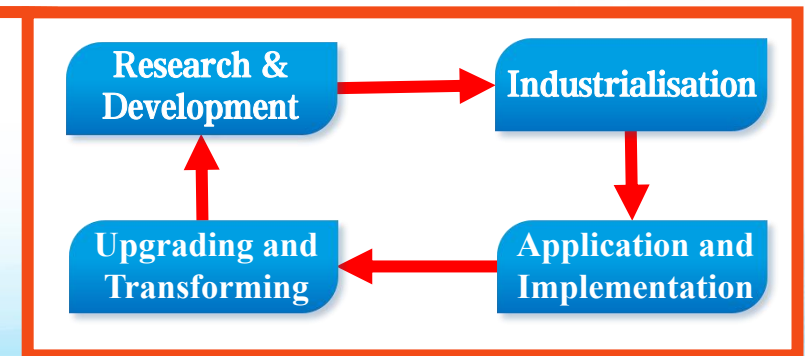 Research &
Development
Industrialisation
Upgrading and
Transforming
Application and
Implementation